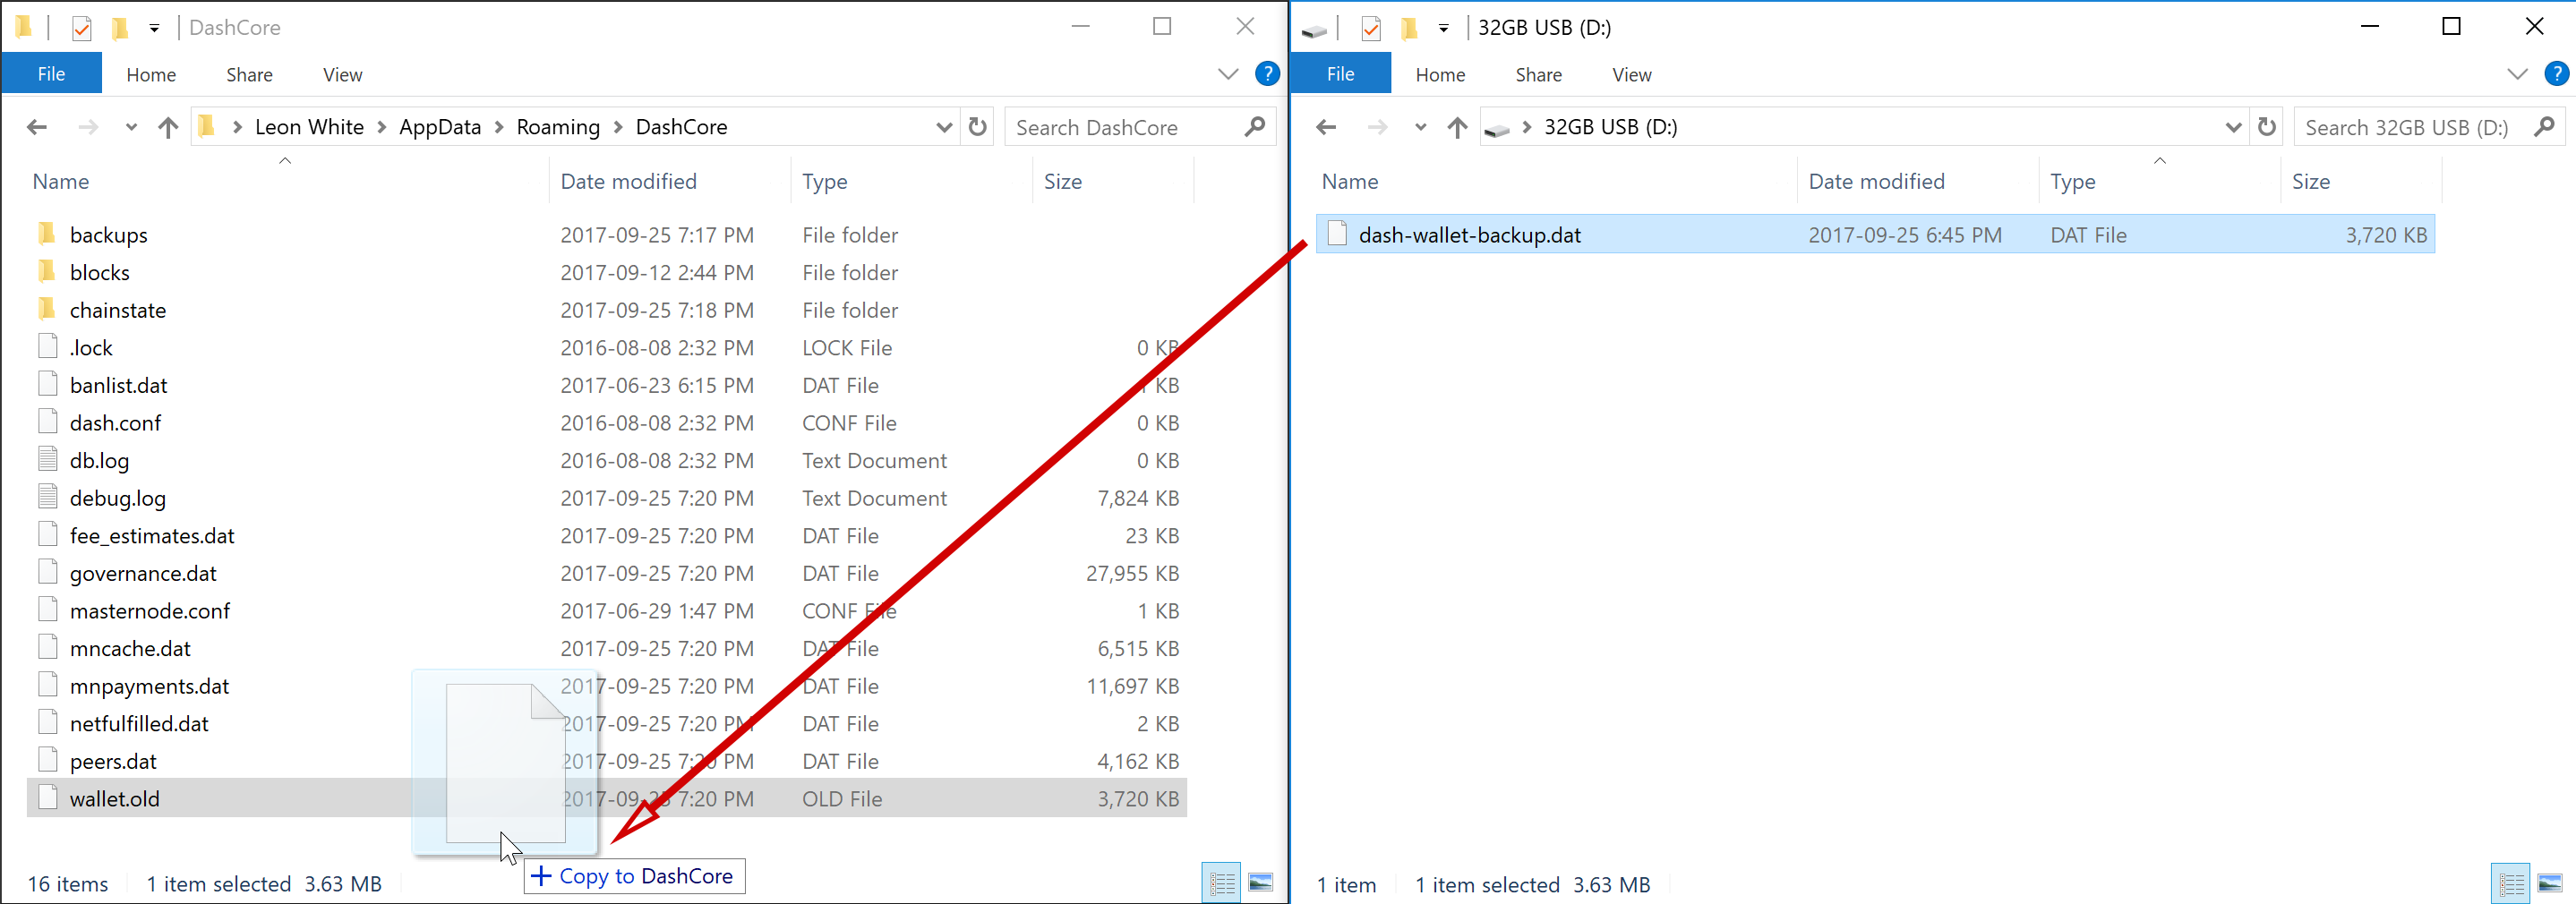 DashCore
File Home Share View
Leon White AppData Roaming DashCore Search DashCore
Name Date modified Type Size
backups 2017-09-25 7:17 PM File folder
blocks 2017-09-12 2:44 PM File folder
chainstate 2017-09-25 7:18 PM File folder
.lock 2016-08-08 2:32 PM LOCK File 0 KB
banlist.dat 2017-06-23 6:15 PM DAT File KB
dash.conf 2016-08-08 2:32 PM CONF File 0 KB
db.log 2016-08-08 2:32 PM Text Document 0 KB
debug.log 2017-09-25 7:20 PM Text Document 7,824 KB
fee_estimates.dat 2017-09-25 7:20 PM DAT File 23 KB
governance.dat 2017-09-25 7:20 PM DAT File 27,955 KB
masternode.conf 2017-06-29 1:47 PM CONF File 1 KB
mncache.dat 2017-09-25 7:20 PM DAT File 6,515 KB
mnpayments.dat 2017-09-25 7:20 PM DAT File 11,697 KB
netfulfilled.dat 2017-09-25 7:20 PM DAT File 2 KB
peers.dat 2017-09-25 7:20 PM DAT File 4,162 KB
wallet.old 2017-09-25 7:20 PM OLD File 3,720 KB
+ Copy to DashCore
16 items 1 item selected 3.63 MB
32GB USB (D:)
File Home Share View
32GB USB (D:) Search 32GB USB (D:)
Name Date modified Type Size
dash-wallet-backup.dat 2017-09-25 6:45 PM DAT File 3,720 KB
1 item 1 item selected 3.63 MB